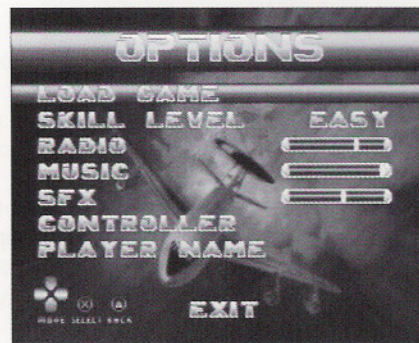 OPTIONS
LOAD GAME
SKILL LEVEL EASY
RADIO
MUSIC
SFX
CONTROLLER
PLAYER NAME
EXIT
MOVE SELECT BACK